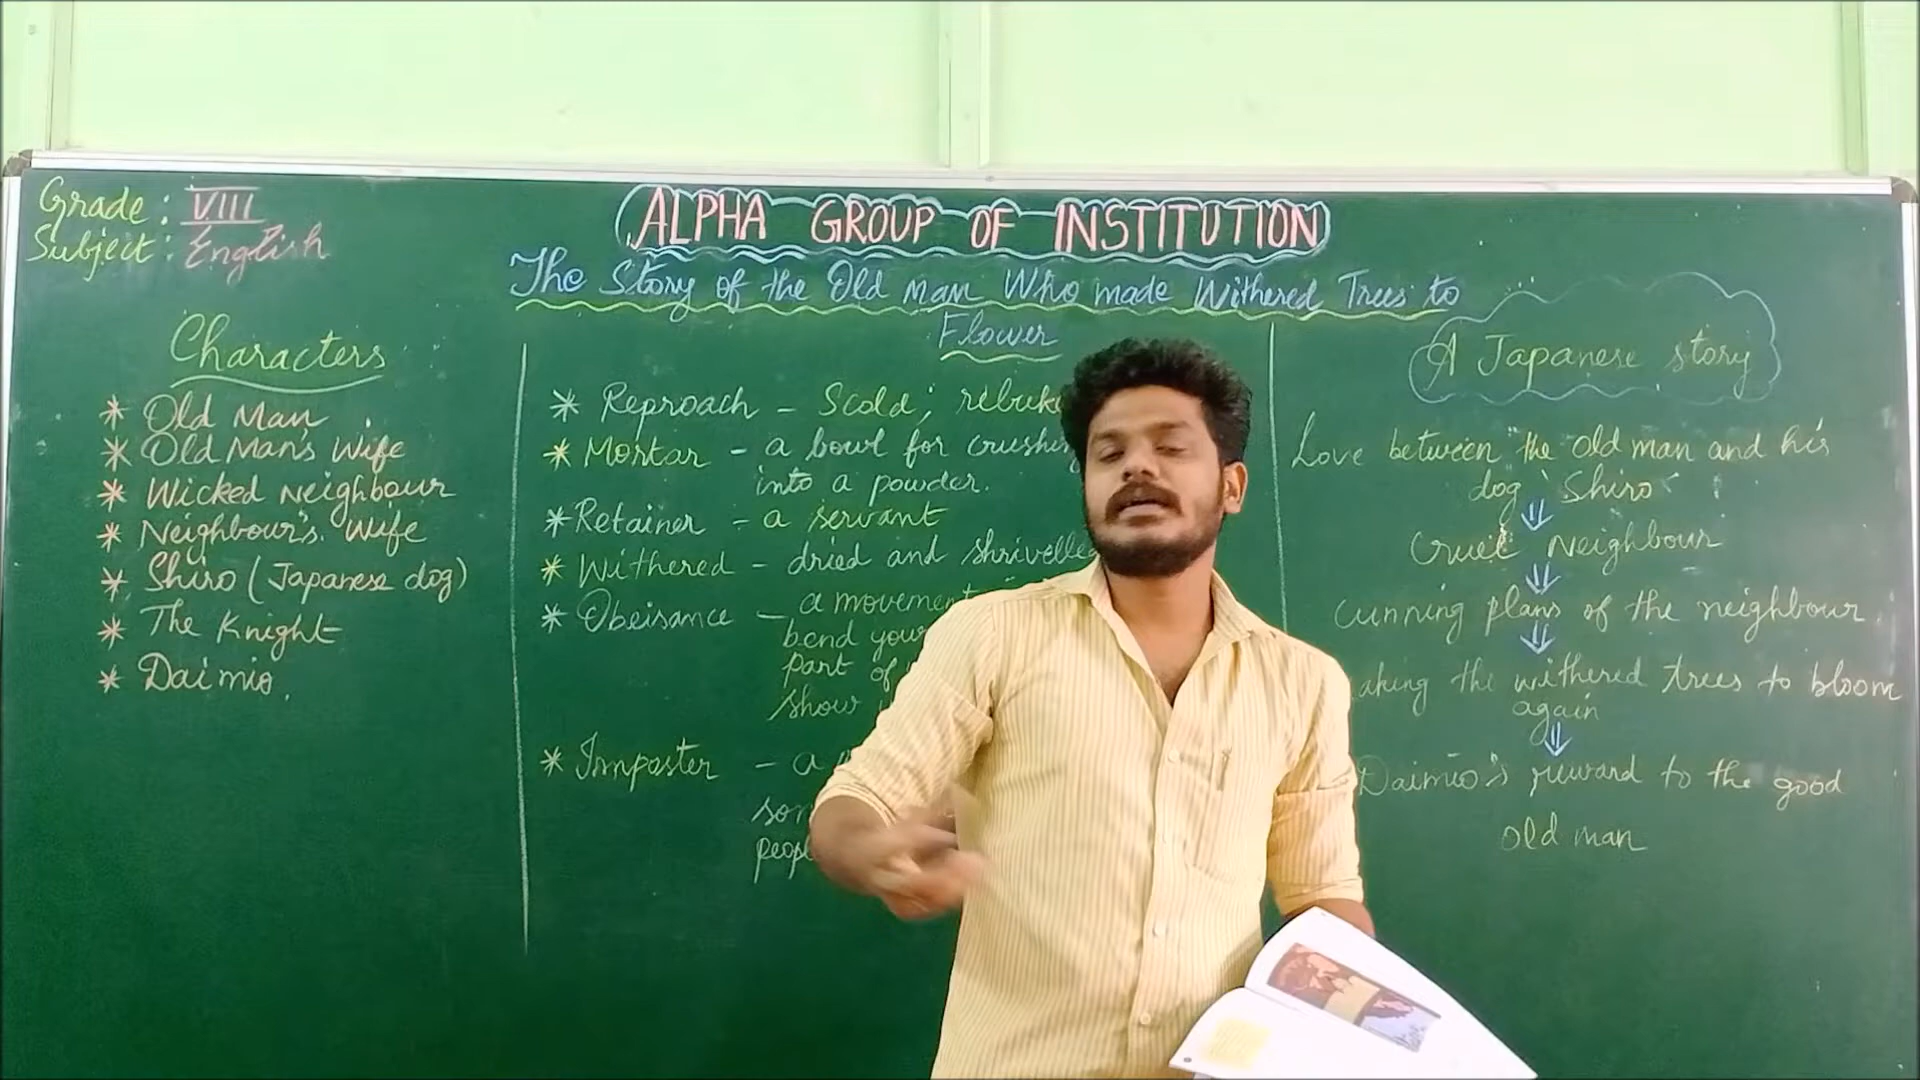 Grade: VIII
Subject: English
ALPHA GROUP OF INSTITUTION
The Story of the Old Man Who made Withered Trees to
Flower
Characters
* Old Man
* Old Man's Wife
* Wicked Neighbour
* Neighbour's Wife
* Shiro (Japanese dog)
* The Knight
* Daimio.
* Reproach - Scold; rebuke
* Mortar - a bowl for crushing
into a powder.
* Retainer - a servant
* Withered - dried and shrivelled
* Obeisance - a movement
bend your
part of
show
* Imposter - a
A Japanese story
Love between the old man and his
dog 'Shiro'
Cruel Neighbour
Cunning plans of the neighbour.
the withered trees to bloom
again
Daimio's reward to the good
old man